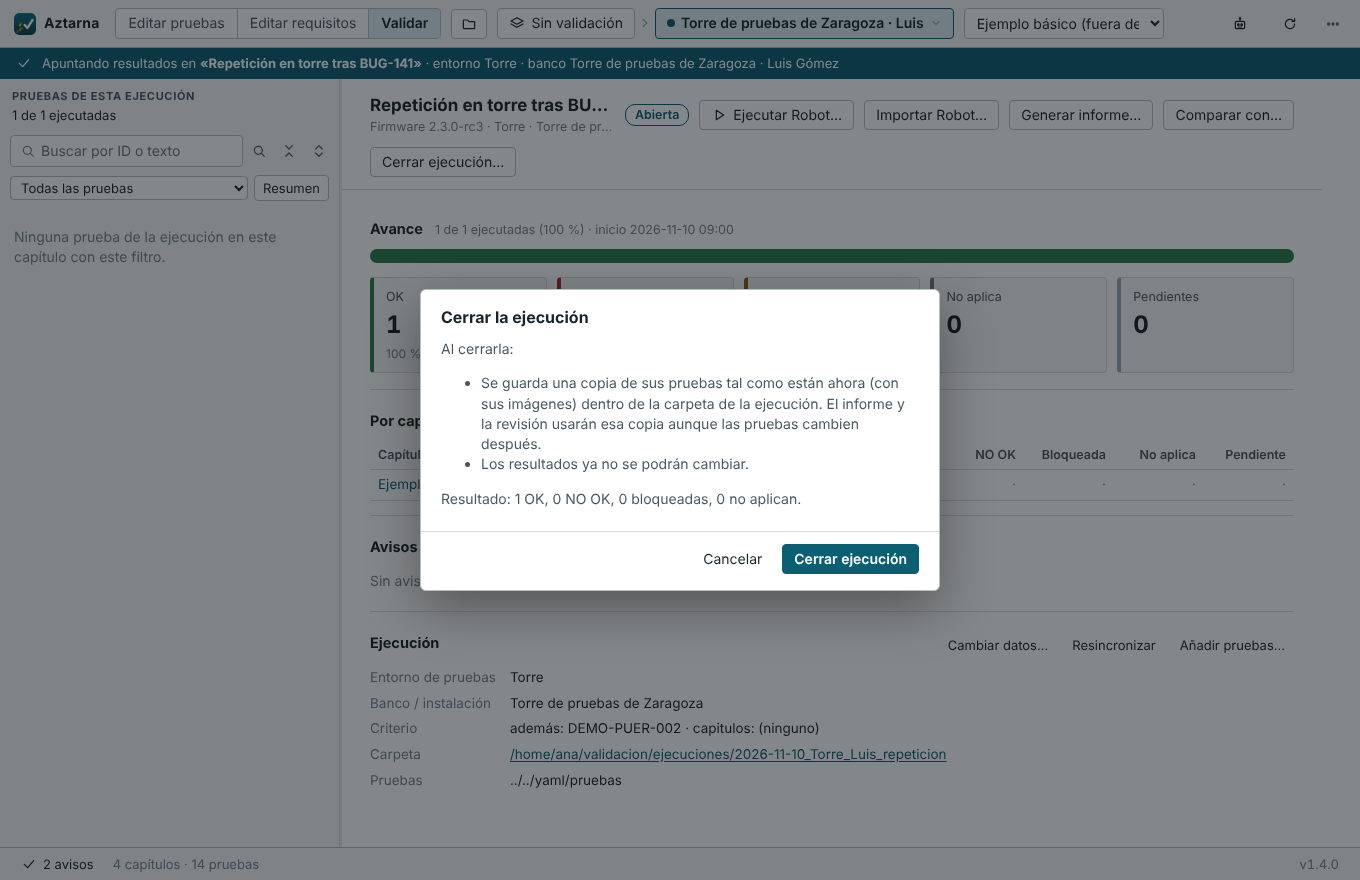 Aztarna
Editar pruebas
Editar requisitos
Validar
Sin validación
Torre de pruebas de Zaragoza · Luis
Ejemplo básico (fuera de
Apuntando resultados en «Repetición en torre tras BUG-141» · entorno Torre · banco Torre de pruebas de Zaragoza · Luis Gómez
PRUEBAS DE ESTA EJECUCIÓN
1 de 1 ejecutadas
Buscar por ID o texto
Todas las pruebas
Resumen
Ninguna prueba de la ejecución en este
capítulo con este filtro.
Repetición en torre tras BU...
Firmware 2.3.0-rc3 · Torre · Torre de pr...
Abierta
Ejecutar Robot...
Importar Robot...
Generar informe...
Comparar con...
Cerrar ejecución...
Avance
1 de 1 ejecutadas (100 %) · inicio 2026-11-10 09:00
OK
1
100 %
No aplica
0
Pendientes
0
Por cap
Capítul
NO OK
Bloqueada
No aplica
Pendiente
Ejempl
·
·
·
·
Avisos
Sin avis
Cerrar la ejecución
Al cerrarla:
• Se guarda una copia de sus pruebas tal como están ahora (con
sus imágenes) dentro de la carpeta de la ejecución. El informe y
la revisión usarán esa copia aunque las pruebas cambien
después.
• Los resultados ya no se podrán cambiar.
Resultado: 1 OK, 0 NO OK, 0 bloqueadas, 0 no aplican.
Cancelar
Cerrar ejecución
Ejecución
Cambiar datos...
Resincronizar
Añadir pruebas...
Entorno de pruebas
Torre
Banco / instalación
Torre de pruebas de Zaragoza
Criterio
además: DEMO-PUER-002 · capitulos: (ninguno)
Carpeta
/home/ana/validacion/ejecuciones/2026-11-10_Torre_Luis_repeticion
Pruebas
../../yaml/pruebas
2 avisos
4 capítulos · 14 pruebas
v1.4.0